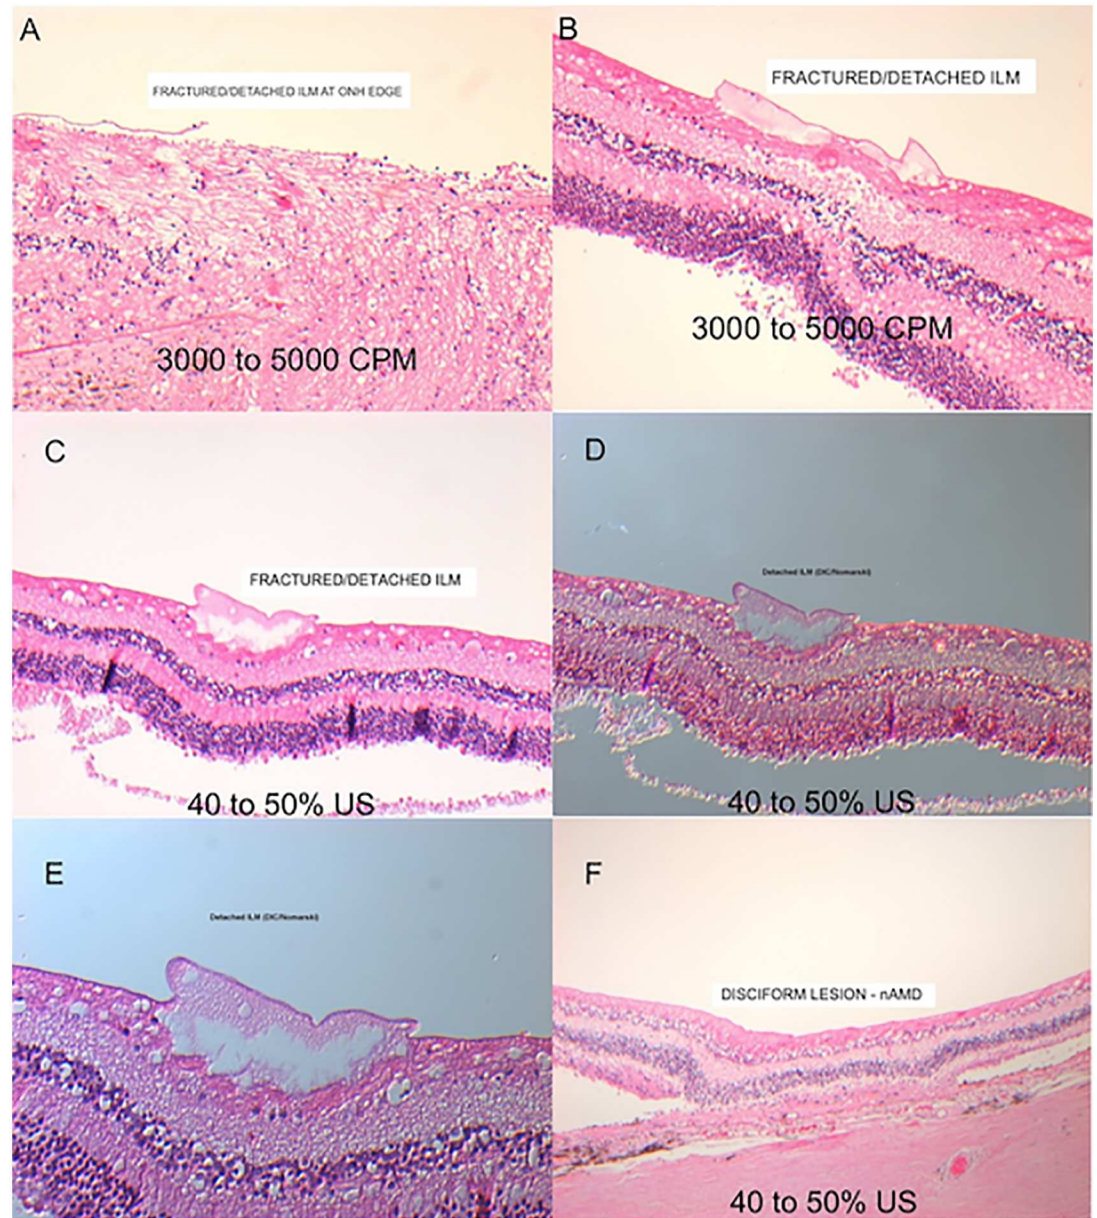 A
FRACTURED/DETACHED ILM AT ONH EDGE
3000 to 5000 CPM
B
FRACTURED/DETACHED ILM
3000 to 5000 CPM
C
FRACTURED/DETACHED ILM
40 to 50% US
D
Detached ILM (DIC/Nomarski)
40 to 50% US
E
Detached ILM (DIC/Nomarski)
F
DISCIFORM LESION - nAMD
40 to 50% US